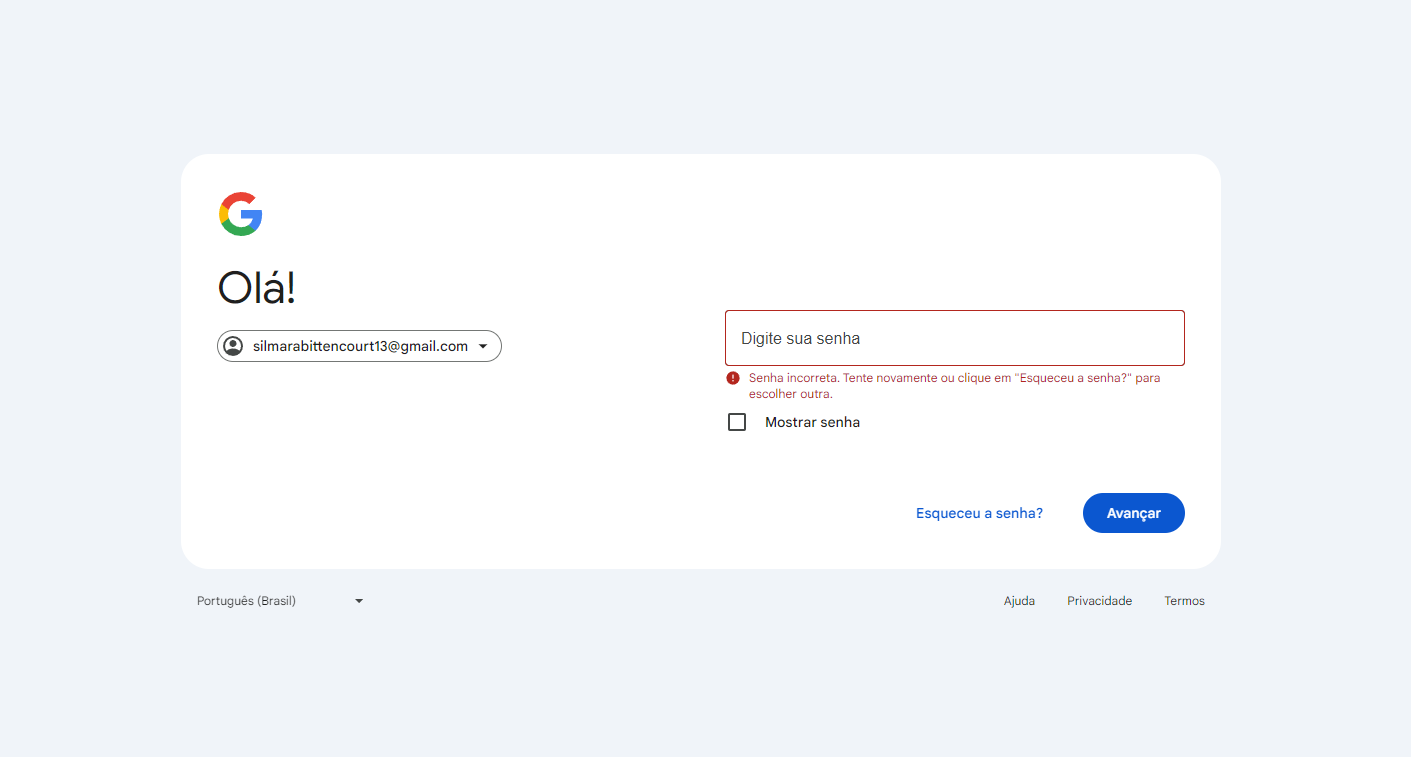 Olá!
silmarabittencourt13@gmail.com
Digite sua senha
Senha incorreta. Tente novamente ou clique em "Esqueceu a senha?" para
escolher outra.
Mostrar senha
Esqueceu a senha?
Avançar
Português (Brasil)
Ajuda
Privacidade
Termos